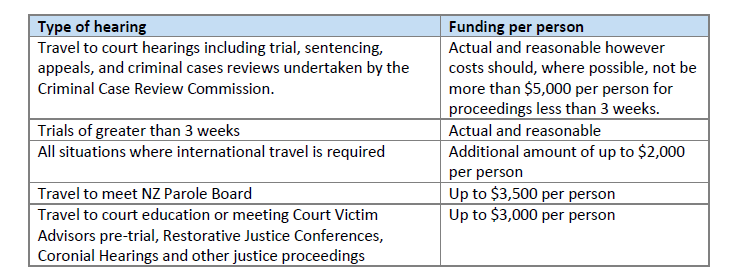 Type of hearing
Funding per person
Travel to court hearings including trial, sentencing,
appeals, and criminal cases reviews undertaken by the
Criminal Case Review Commission.
Actual and reasonable however
costs should, where possible, not be
more than $5,000 per person for
proceedings less than 3 weeks.
Trials of greater than 3 weeks
Actual and reasonable
All situations where international travel is required
Additional amount of up to $2,000
per person
Travel to meet NZ Parole Board
Up to $3,500 per person
Travel to court education or meeting Court Victim
Advisors pre-trial, Restorative Justice Conferences,
Coronial Hearings and other justice proceedings
Up to $3,000 per person